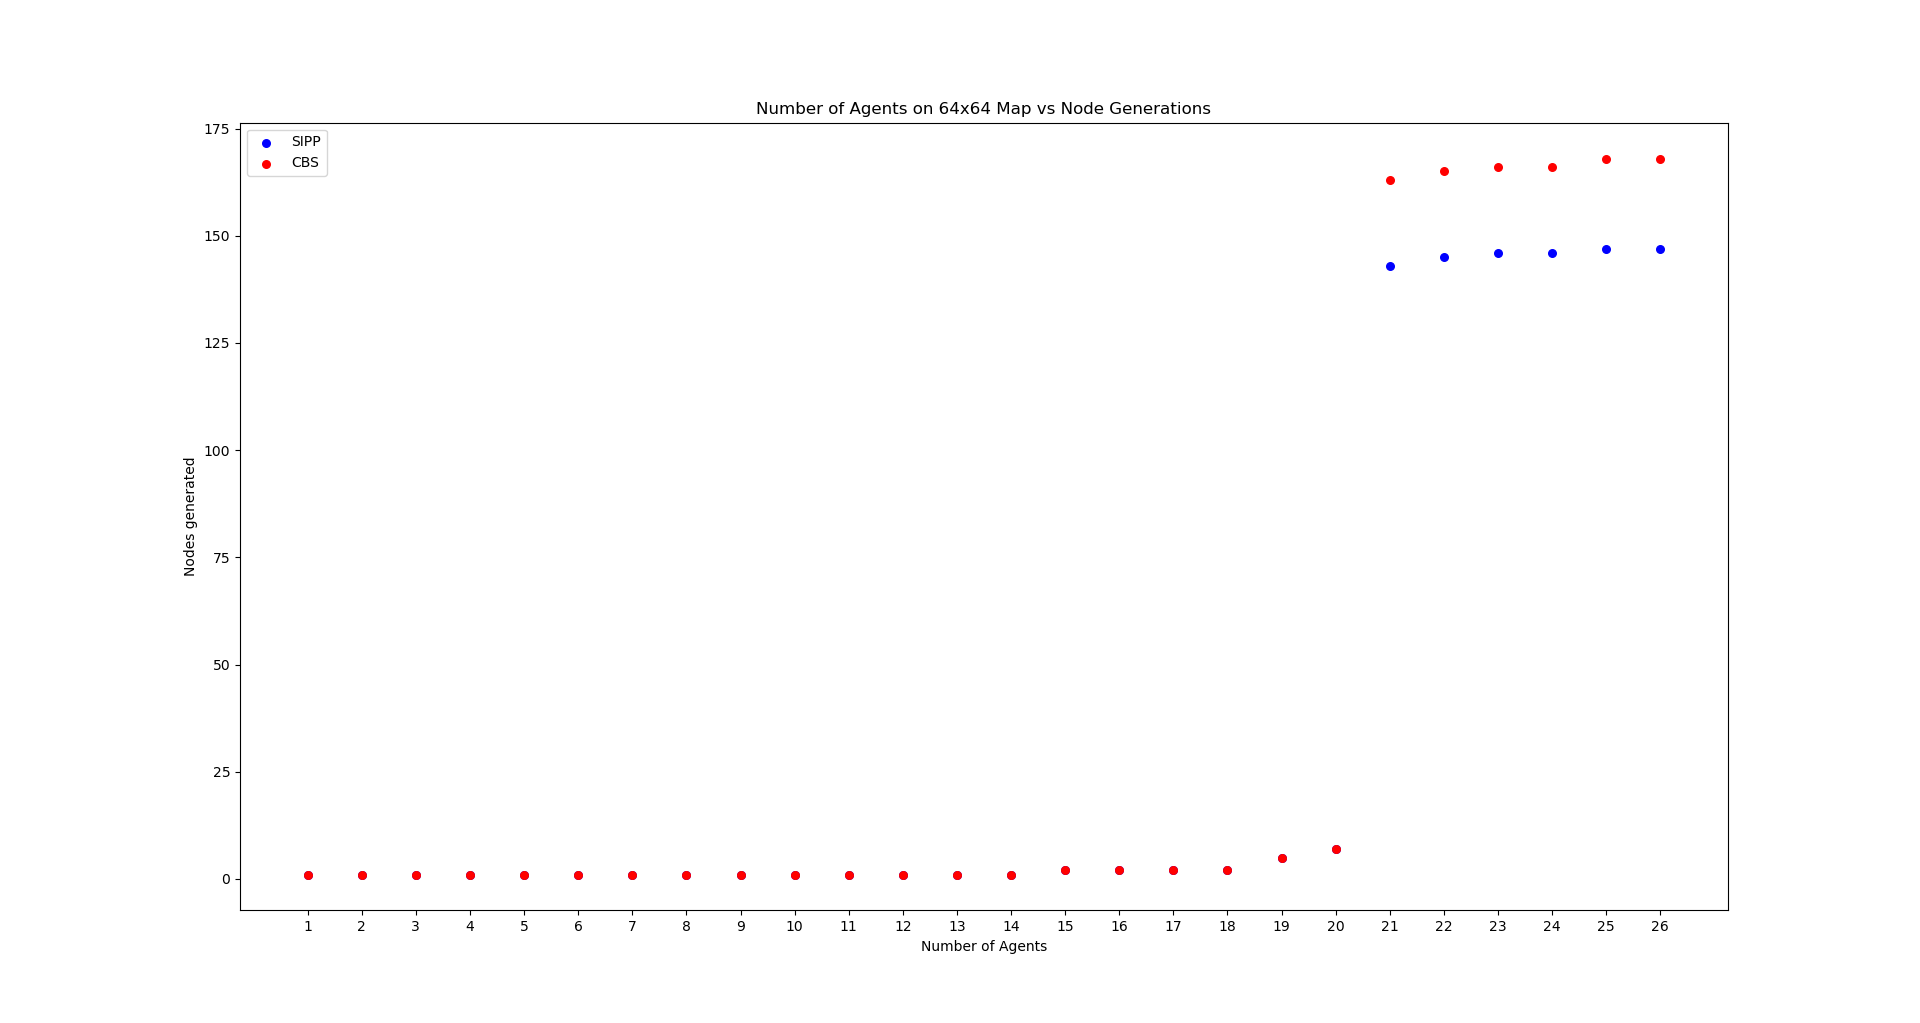 Number of Agents on 64x64 Map vs Node Generations
SIPP
CBS
Nodes generated
175
150
125
100
75
50
25
0
1 2 3 4 5 6 7 8 9 10 11 12 13 14 15 16 17 18 19 20 21 22 23 24 25 26
Number of Agents